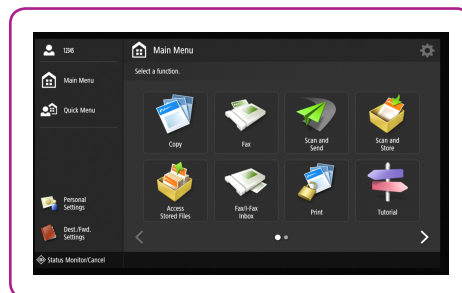 12345
Main Menu
Select a function.
Main Menu
Quick Menu
Copy
Fax
Scan and
Send
Scan and
Store
Personal
Settings
Access
Stored Files
Fax/I-Fax
Inbox
Print
Tutorial
Dest./Fwd.
Settings
Status Monitor/Cancel